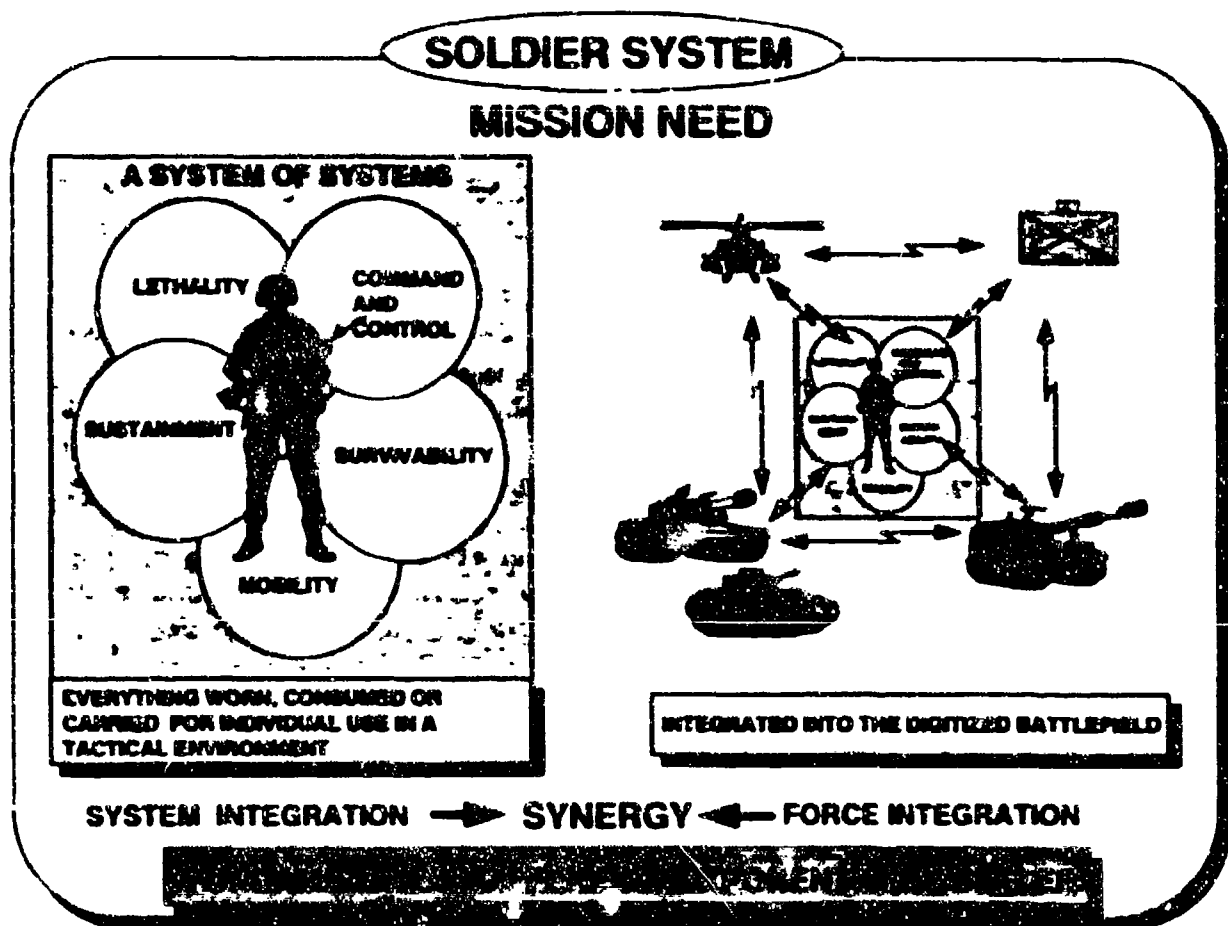 SOLDIER SYSTEM
MISSION NEED
A SYSTEM OF SYSTEMS
LETHALITY
COMMAND
AND
CONTROL
SUSTAINMENT
SURVIVABILITY
MOBILITY
EVERYTHING WORN, CONSUMED OR
CARRIED FOR INDIVIDUAL USE IN A
TACTICAL ENVIRONMENT
INTEGRATED INTO THE DIGITIZED BATTLEFIELD
SYSTEM INTEGRATION SYNERGY FORCE INTEGRATION